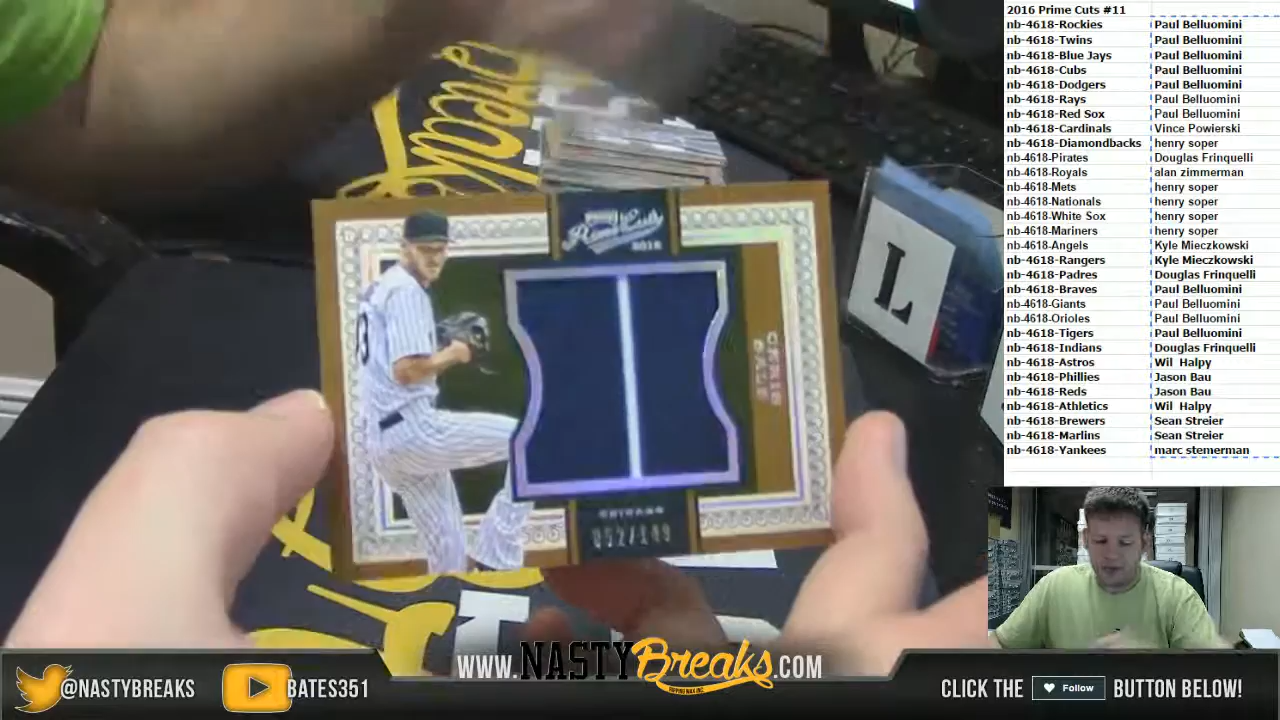 2016 Prime Cuts #11
nb-4618-Rockies Paul Belluomini
nb-4618-Twins Paul Belluomini
nb-4618-Blue Jays Paul Belluomini
nb-4618-Cubs Paul Belluomini
nb-4618-Dodgers Paul Belluomini
nb-4618-Rays Paul Belluomini
nb-4618-Red Sox Paul Belluomini
nb-4618-Cardinals Vince Powierski
nb-4618-Diamondbacks henry soper
nb-4618-Pirates Douglas Frinquelli
nb-4618-Royals alan zimmerman
nb-4618-Mets henry soper
nb-4618-Nationals henry soper
nb-4618-White Sox henry soper
nb-4618-Mariners henry soper
nb-4618-Angels Kyle Mieczkowski
nb-4618-Rangers Kyle Mieczkowski
nb-4618-Padres Douglas Frinquelli
nb-4618-Braves Paul Belluomini
nb-4618-Giants Paul Belluomini
nb-4618-Orioles Paul Belluomini
nb-4618-Tigers Paul Belluomini
nb-4618-Indians Douglas Frinquelli
nb-4618-Astros Wil Halpy
nb-4618-Phillies Jason Bau
nb-4618-Reds Jason Bau
nb-4618-Athletics Wil Halpy
nb-4618-Brewers Sean Streier
nb-4618-Marlins Sean Streier
nb-4618-Yankees marc stemerman
Prime Cuts
2016
CHRIS
SALE
CHICAGO
052/149
L
@NASTYBREAKS
BATES351
WWW.NASTYBreaks.COM
CLICK THE Follow BUTTON BELOW!